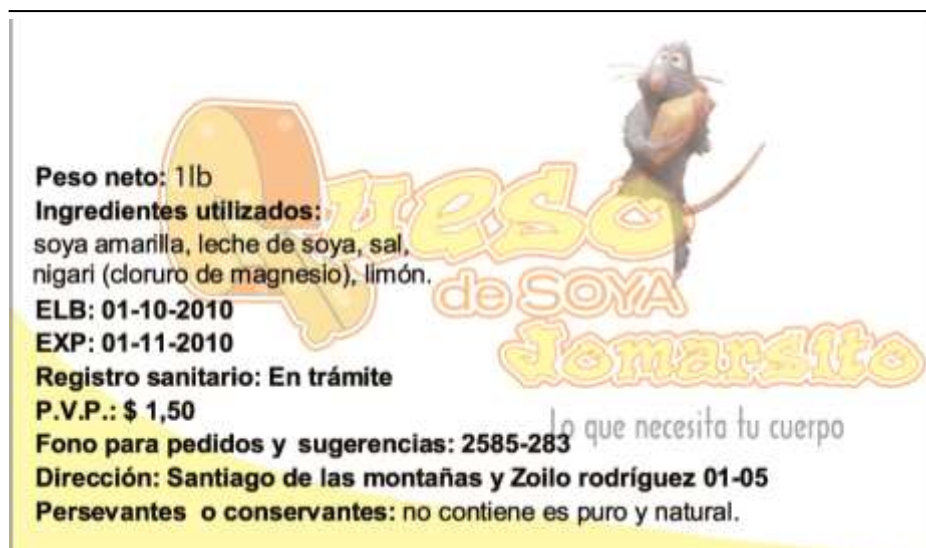 Peso neto: 1lb
Ingredientes utilizados:
soya amarilla, leche de soya, sal,
nigari (cloruro de magnesio), limón.
ELB: 01-10-2010
EXP: 01-11-2010
Registro sanitario: En trámite
P.V.P.: $ 1,50
Fono para pedidos y sugerencias: 2585-283
Dirección: Santiago de las montañas y Zoilo rodríguez 01-05
Persevantes o conservantes: no contiene es puro y natural.
Queso
de SOYA
Jomarsito
Lo que necesita tu cuerpo